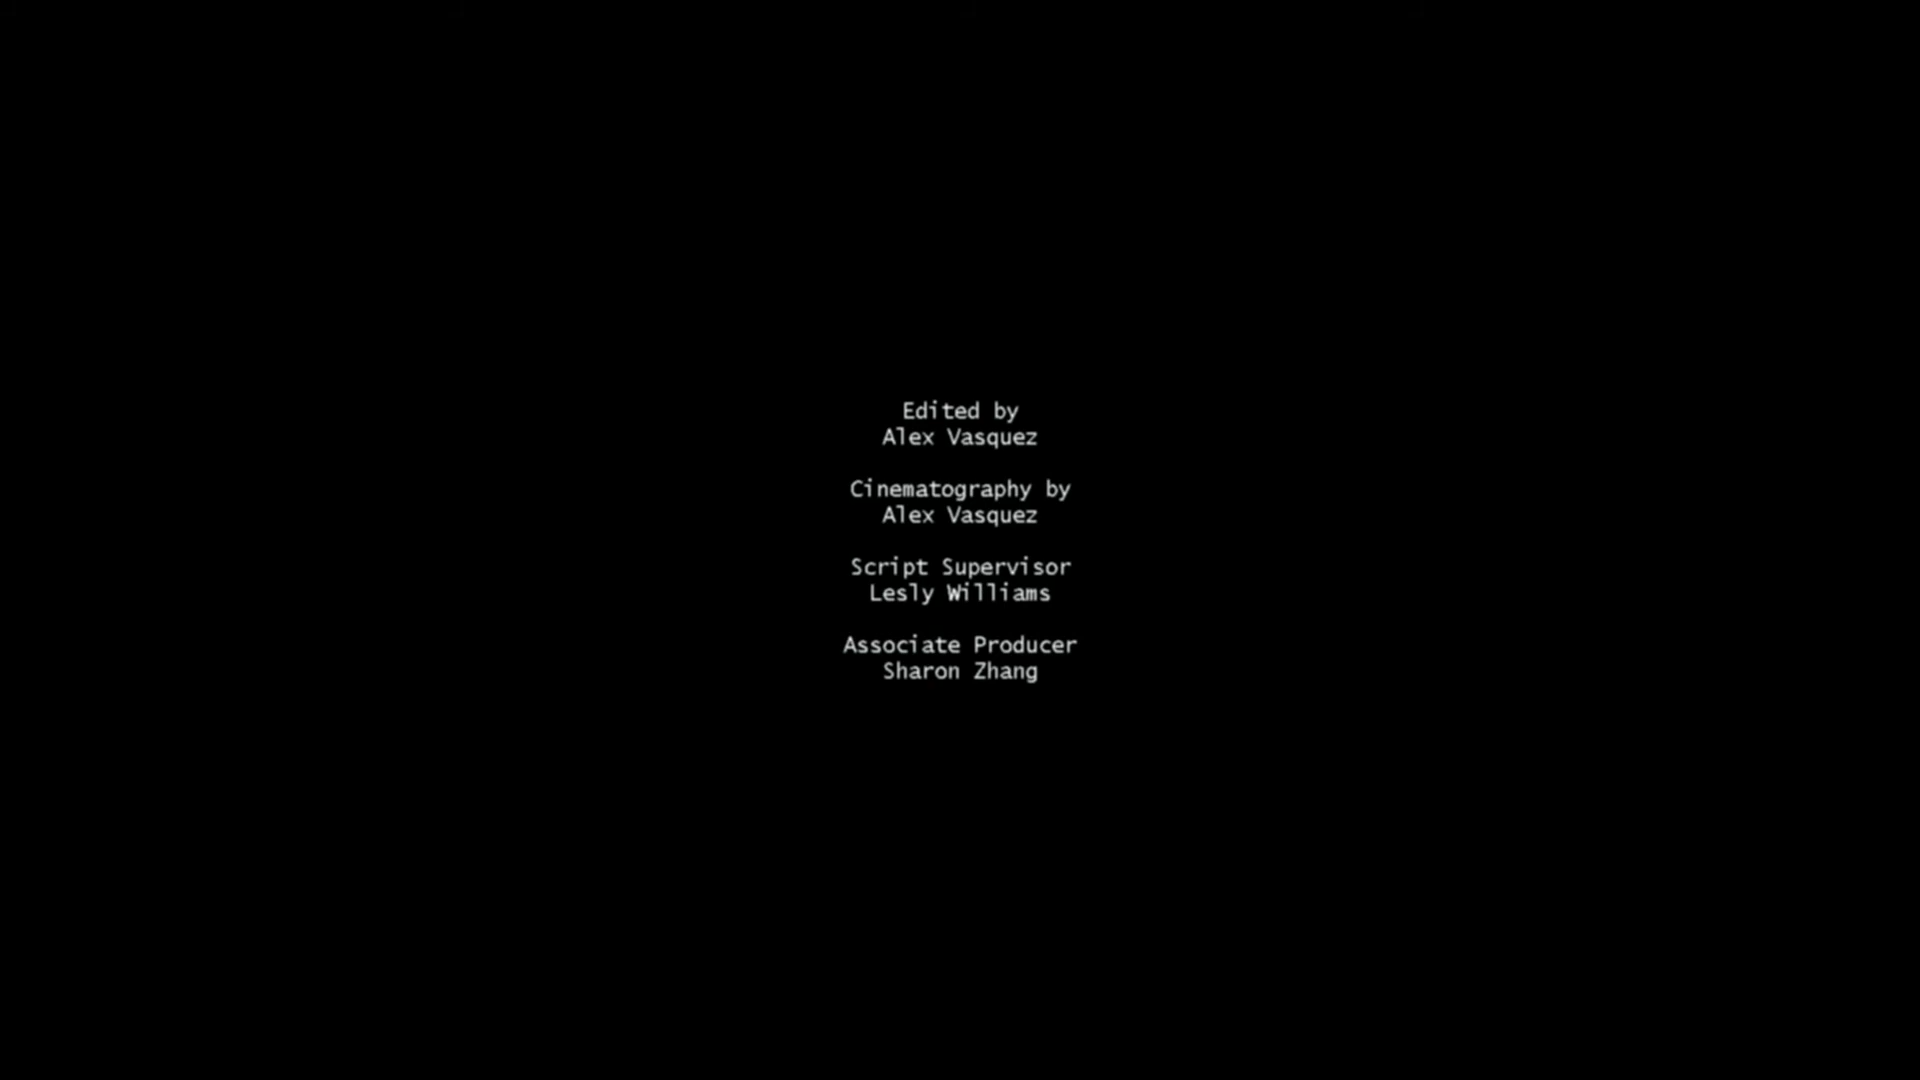 Edited by
Alex Vasquez
Cinematography by
Alex Vasquez
Script Supervisor
Lesly Williams
Associate Producer
Sharon Zhang